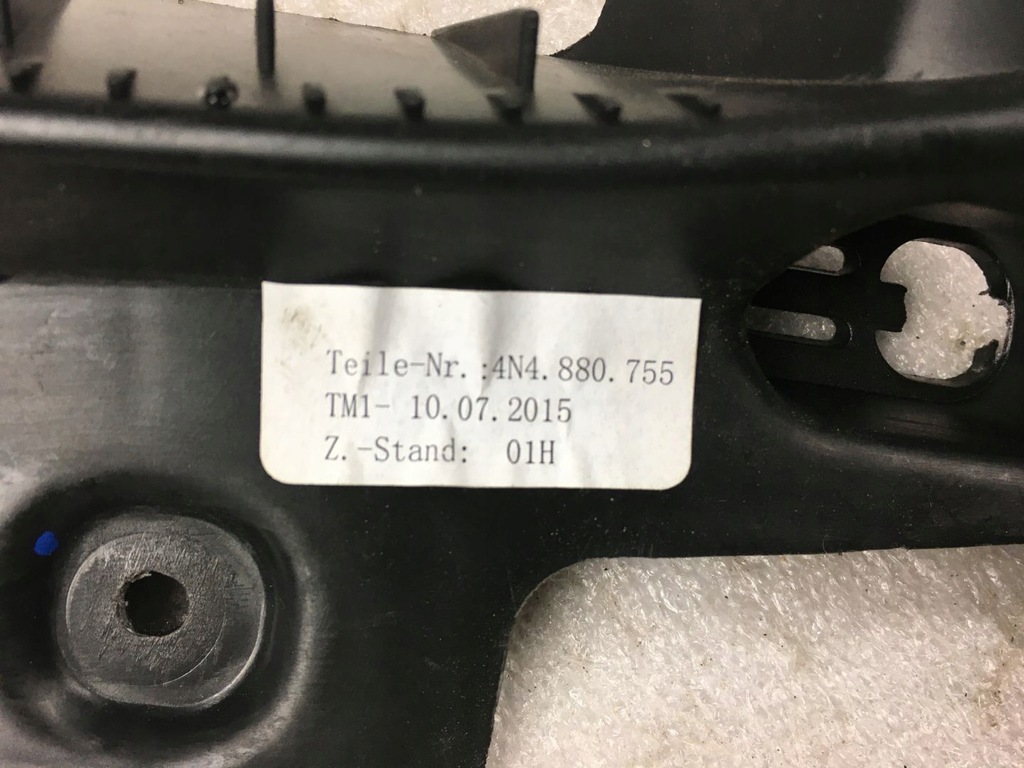 Teile-Nr.:4N4.880.755
TM1- 10.07.2015
Z.-Stand: 01H